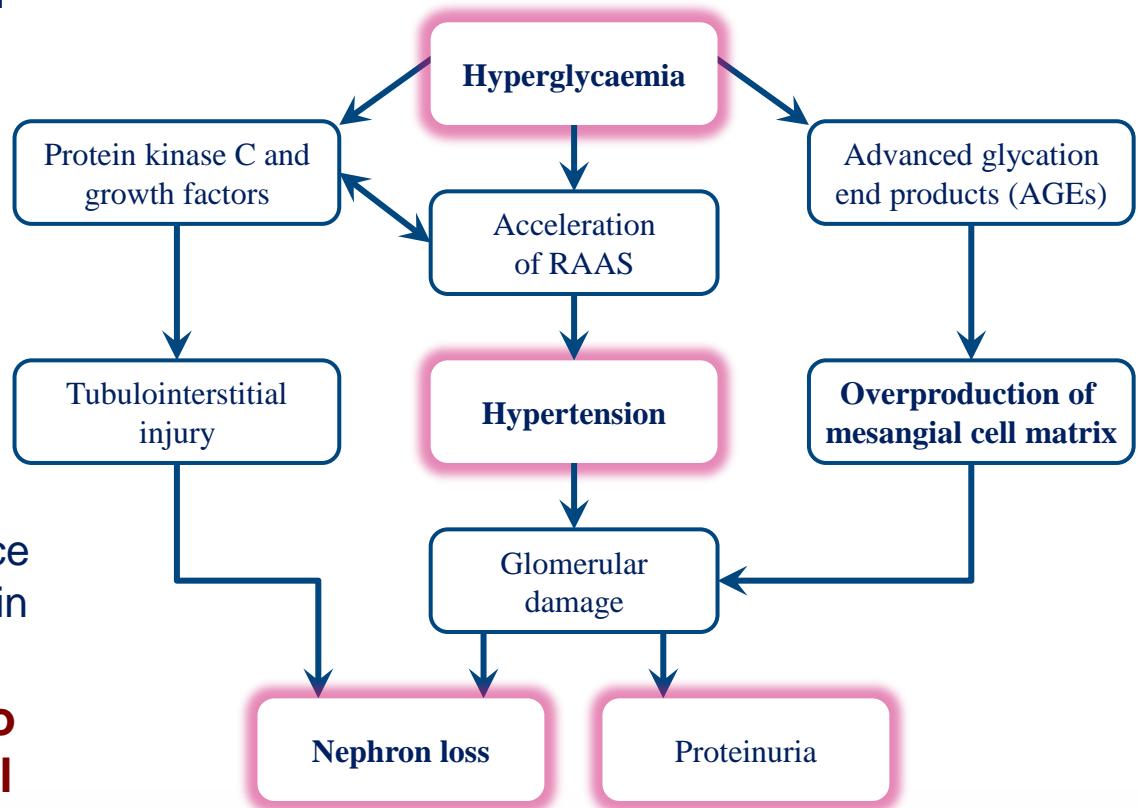 Hyperglycaemia
Protein kinase C and
growth factors
Advanced glycation
end products (AGEs)
Acceleration
of RAAS
Tubulointerstitial
injury
Hypertension
Overproduction of
mesangial cell matrix
Glomerular
damage
in
Nephron loss
Proteinuria